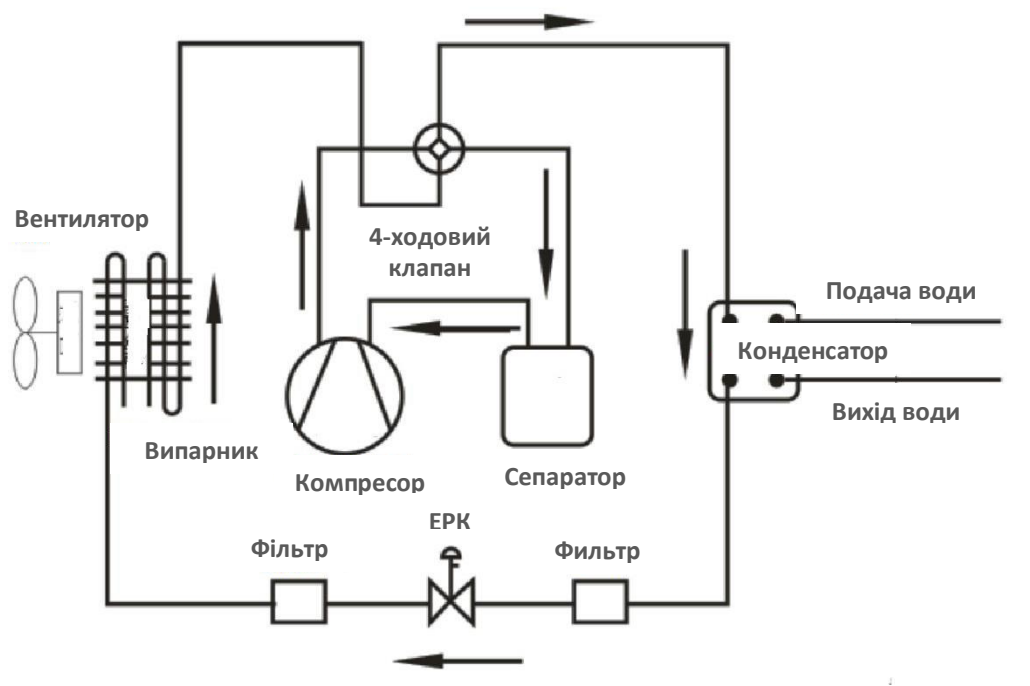 Вентилятор
4-ходовий
клапан
Подача води
Конденсатор
Вихід води
Випарник
Компресор
Сепаратор
ЕРК
Фільтр
Фильтр